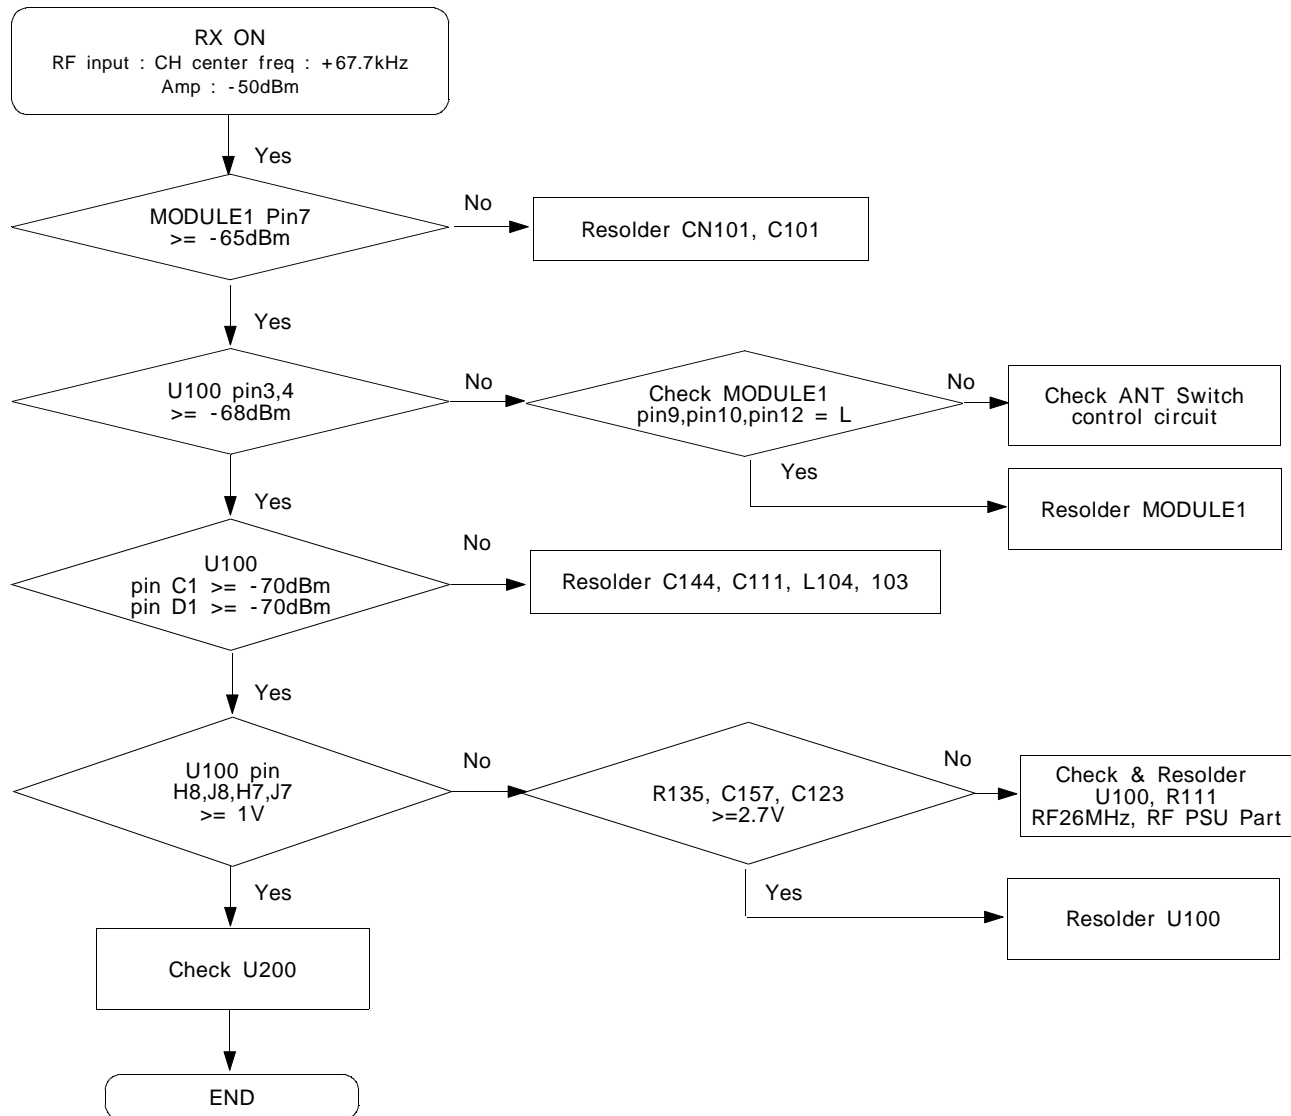 RX ON
RF input : CH center freq : +67.7kHz
Amp : -50dBm
Yes
MODULE1 Pin7
>= -65dBm
No
Resolder CN101, C101
Yes
U100 pin3,4
>= -68dBm
No
Check MODULE1
pin9,pin10,pin12 = L
No
Check ANT Switch
control circuit
Yes
Resolder MODULE1
Yes
U100
pin C1 >= -70dBm
pin D1 >= -70dBm
No
Resolder C144, C111, L104, 103
Yes
U100 pin
H8,J8,H7,J7
>= 1V
No
R135, C157, C123
>=2.7V
No
Check & Resolder
U100, R111
RF26MHz, RF PSU Part
Yes
Resolder U100
Yes
Check U200
END